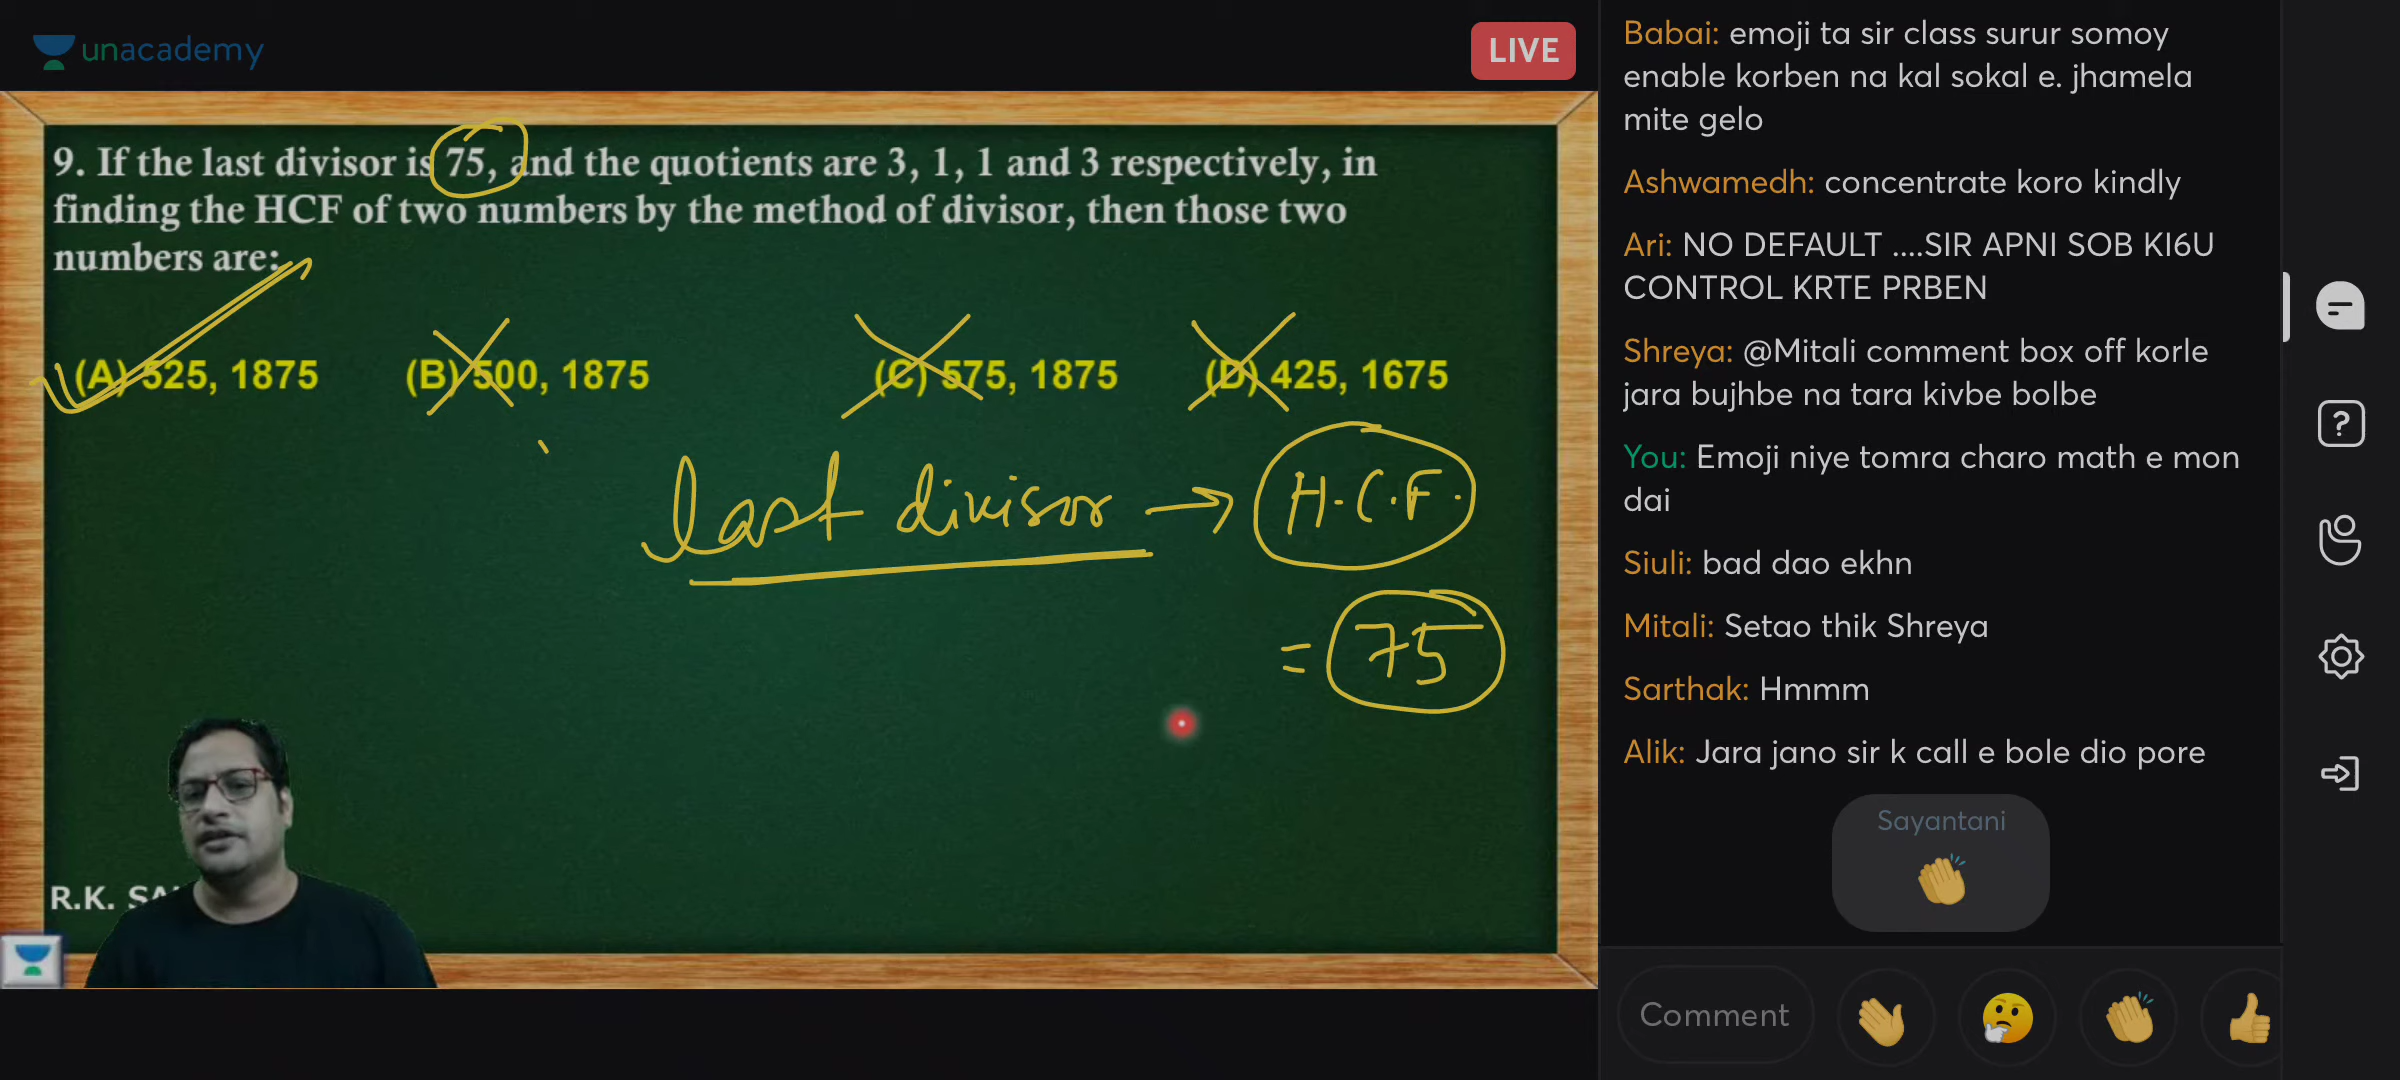 unacademy
LIVE
9. If the last divisor is 75, and the quotients are 3, 1, 1 and 3 respectively, in
finding the HCF of two numbers by the method of divisor, then those two
numbers are:
(A) 525, 1875 (B) 500, 1875 (C) 575, 1875 (D) 425, 1675
last divisor → H.C.F.
= 75
R.K.
Babai: emoji ta sir class surur somoy
enable korben na kal sokal e. jhamela
mite gelo
Ashwamedh: concentrate koro kindly
Ari: NO DEFAULT ....SIR APNI SOB KI6U
CONTROL KRTE PRBEN
Shreya: @Mitali comment box off korle
jara bujhbe na tara kivbe bolbe
You: Emoji niye tomra charo math e mon
dai
Siuli: bad dao ekhn
Mitali: Setao thik Shreya
Sarthak: Hmmm
Alik: Jara jano sir k call e bole dio pore
Sayantani
Comment